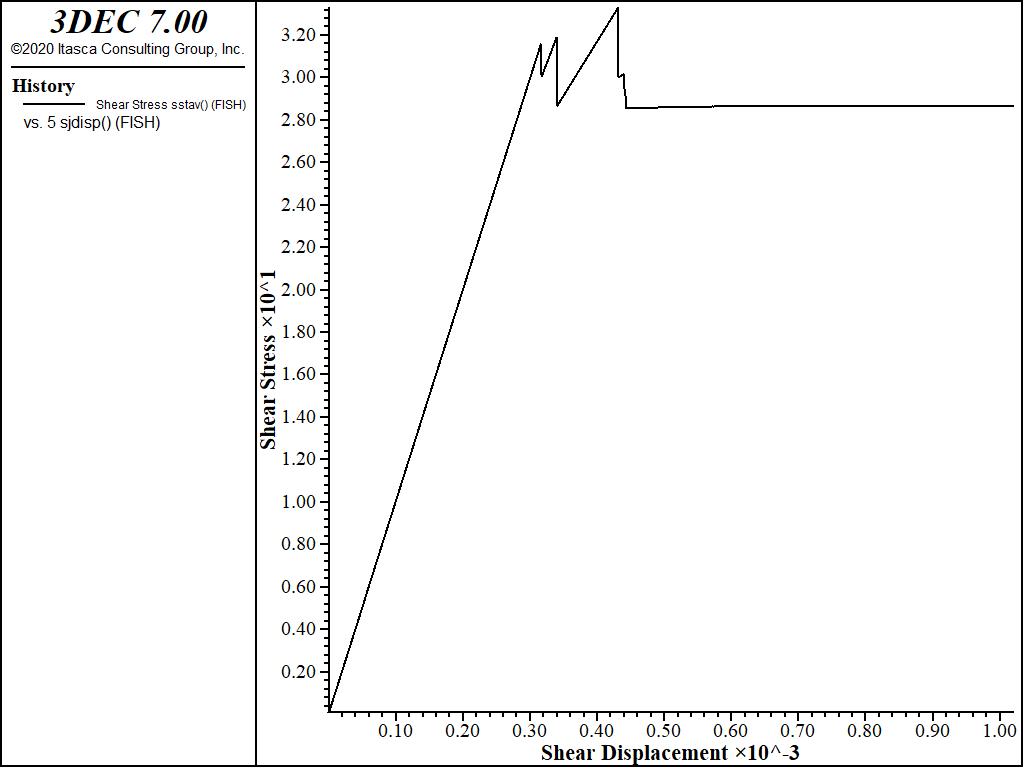 3DEC 7.00
©2020 Itasca Consulting Group, Inc.
History
Shear Stress sstav() (FISH)
vs. 5 sjdisp() (FISH)
Shear Stress ×10^1
3.20
3.00
2.80
2.60
2.40
2.20
2.00
1.80
1.60
1.40
1.20
1.00
0.80
0.60
0.40
0.20
0.10 0.20 0.30 0.40 0.50 0.60 0.70 0.80 0.90 1.00
Shear Displacement ×10^-3